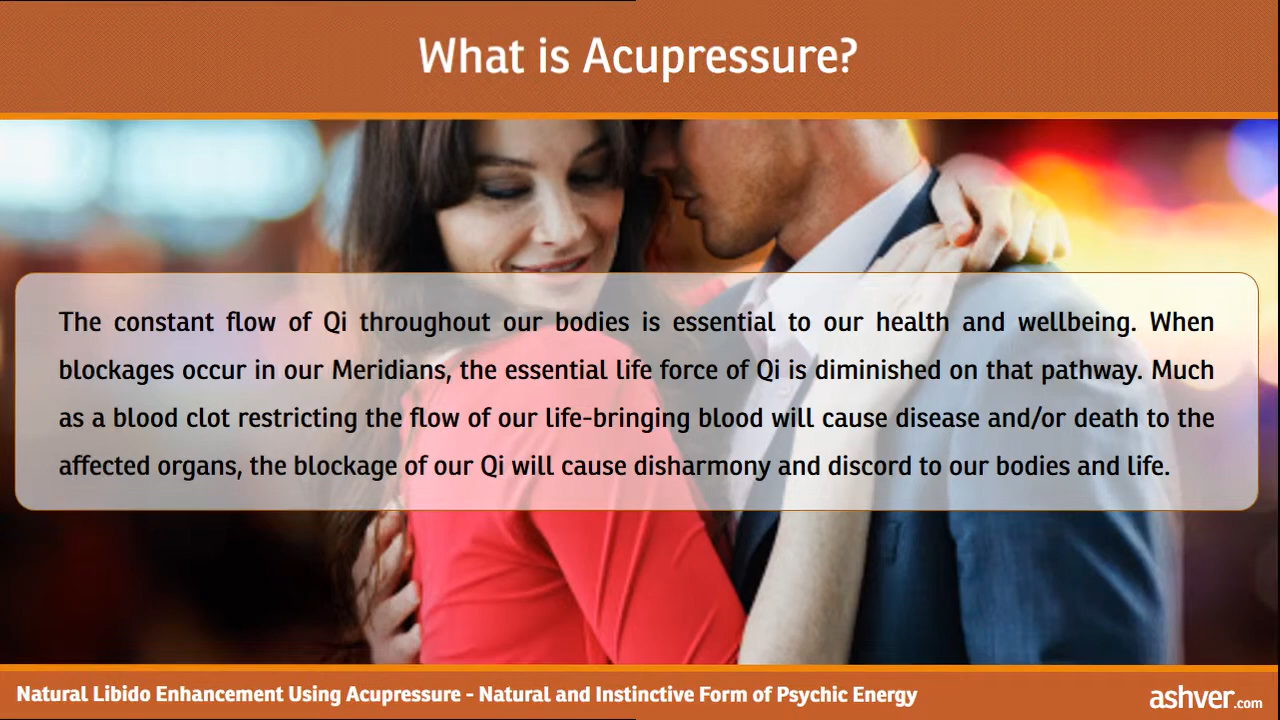 What is Acupressure?
The constant flow of Qi throughout our bodies is essential to our health and wellbeing. When
blockages occur in our Meridians, the essential life force of Qi is diminished on that pathway. Much
as a blood clot restricting the flow of our life-bringing blood will cause disease and/or death to the
affected organs, the blockage of our Qi will cause disharmony and discord to our bodies and life.
Natural Libido Enhancement Using Acupressure - Natural and Instinctive Form of Psychic Energy
ashver.com